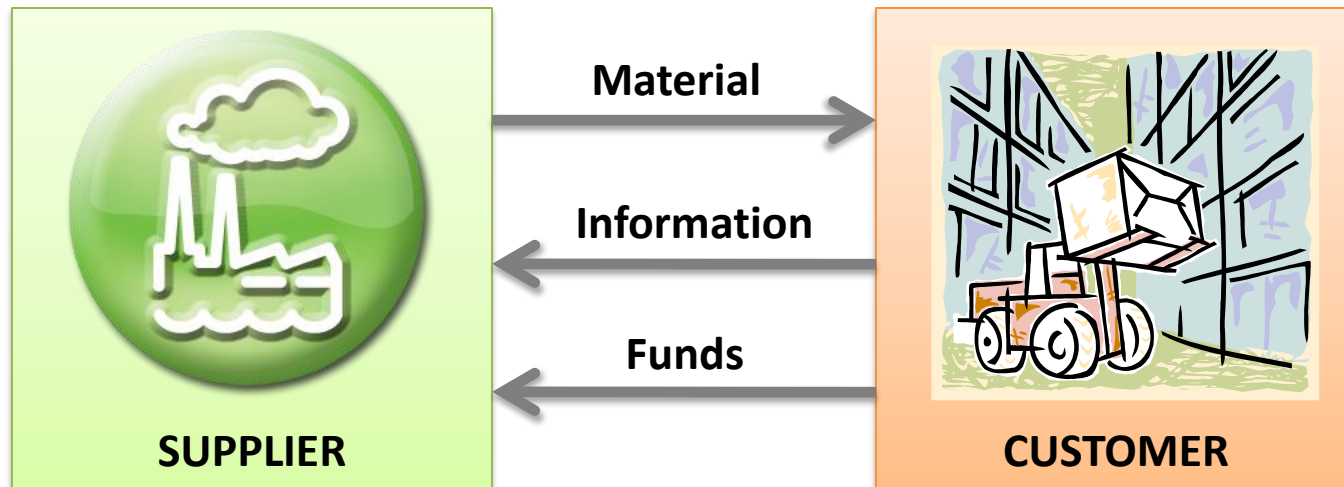 Material
Information
Funds
SUPPLIER
CUSTOMER